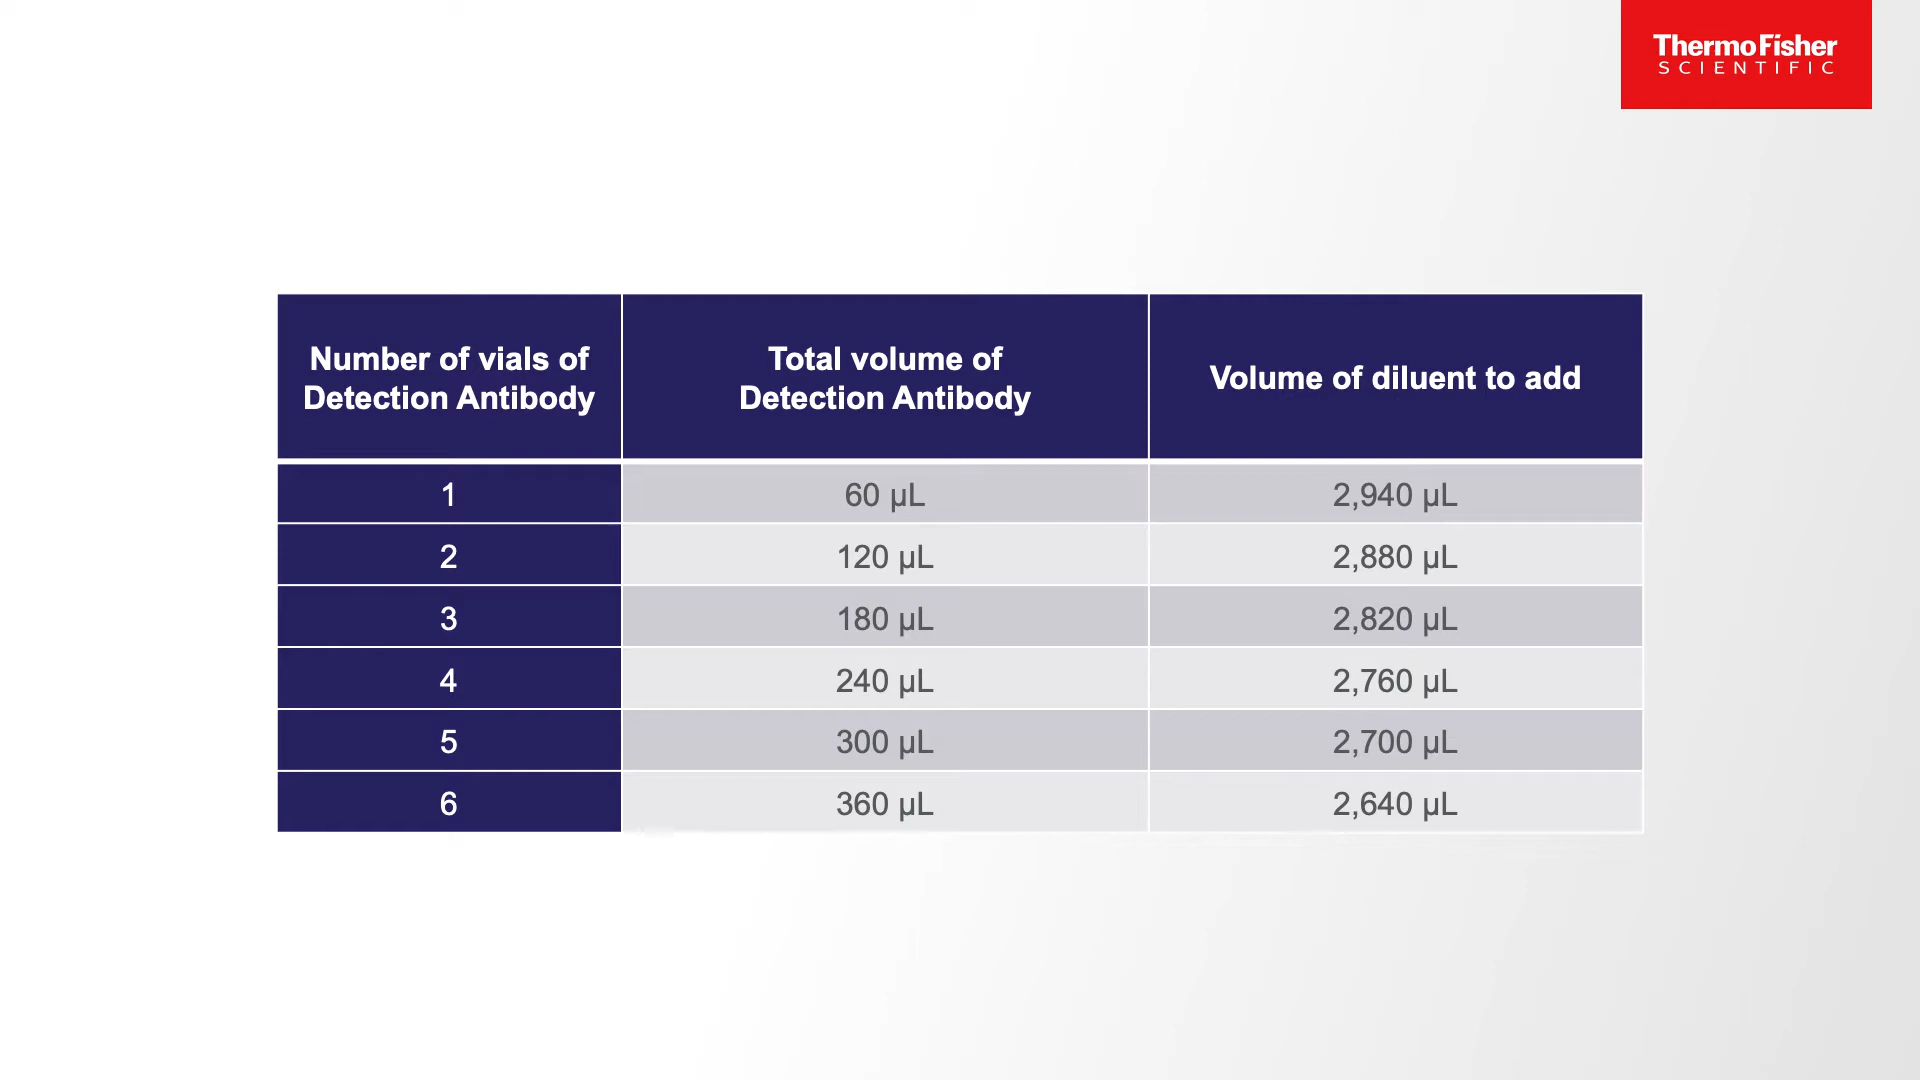 ThermoFisher
SCIENTIFIC
Number of vials of
Detection Antibody
Total volume of
Detection Antibody
Volume of diluent to add
1 60 µL 2,940 µL
2 120 µL 2,880 µL
3 180 µL 2,820 µL
4 240 µL 2,760 µL
5 300 µL 2,700 µL
6 360 µL 2,640 µL